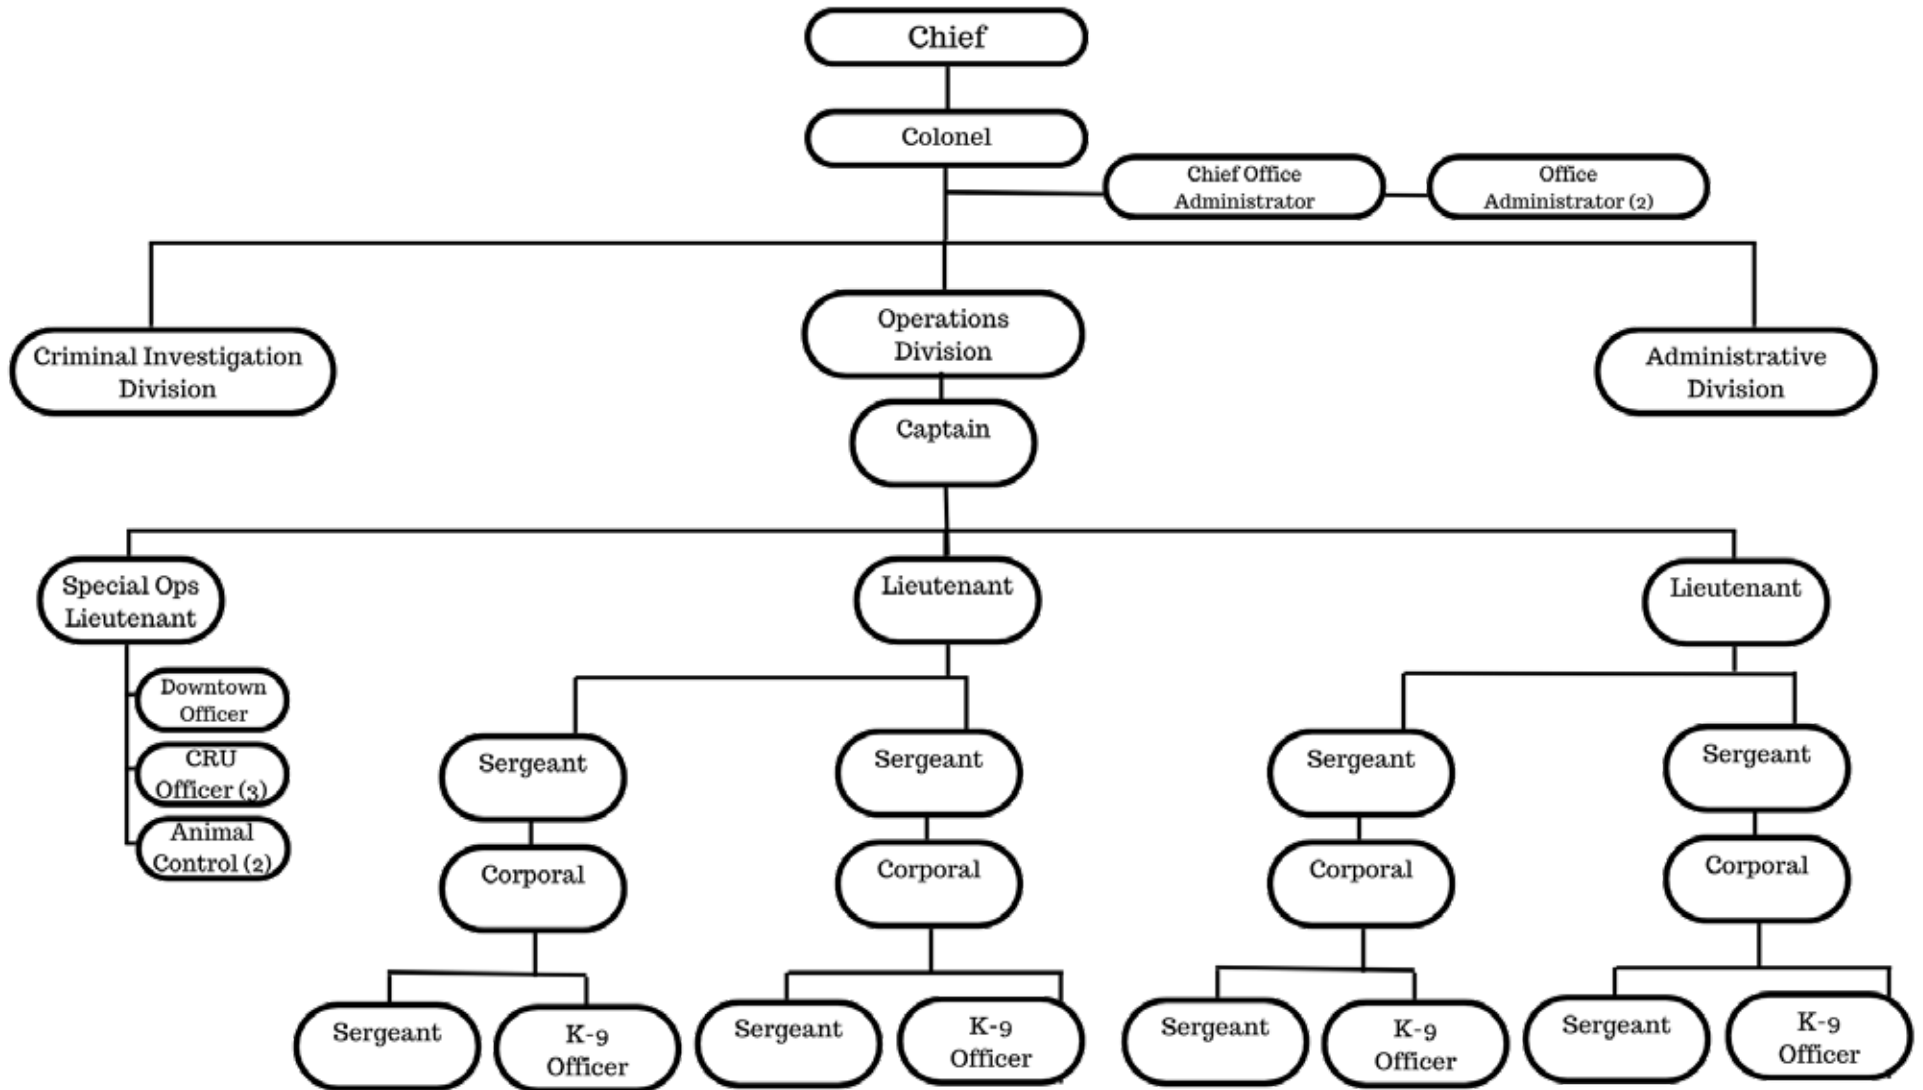 Chief
Colonel
Chief Office
Administrator
Office
Administrator (2)
Criminal Investigation
Division
Operations
Division
Administrative
Division
Captain
Special Ops
Lieutenant
Lieutenant
Lieutenant
Downtown
Officer
CRU
Officer (3)
Animal
Control (2)
Sergeant
Sergeant
Sergeant
Sergeant
Corporal
Corporal
Corporal
Corporal
Sergeant
K-9
Officer
Sergeant
K-9
Officer
Sergeant
K-9
Officer
Sergeant
K-9
Officer